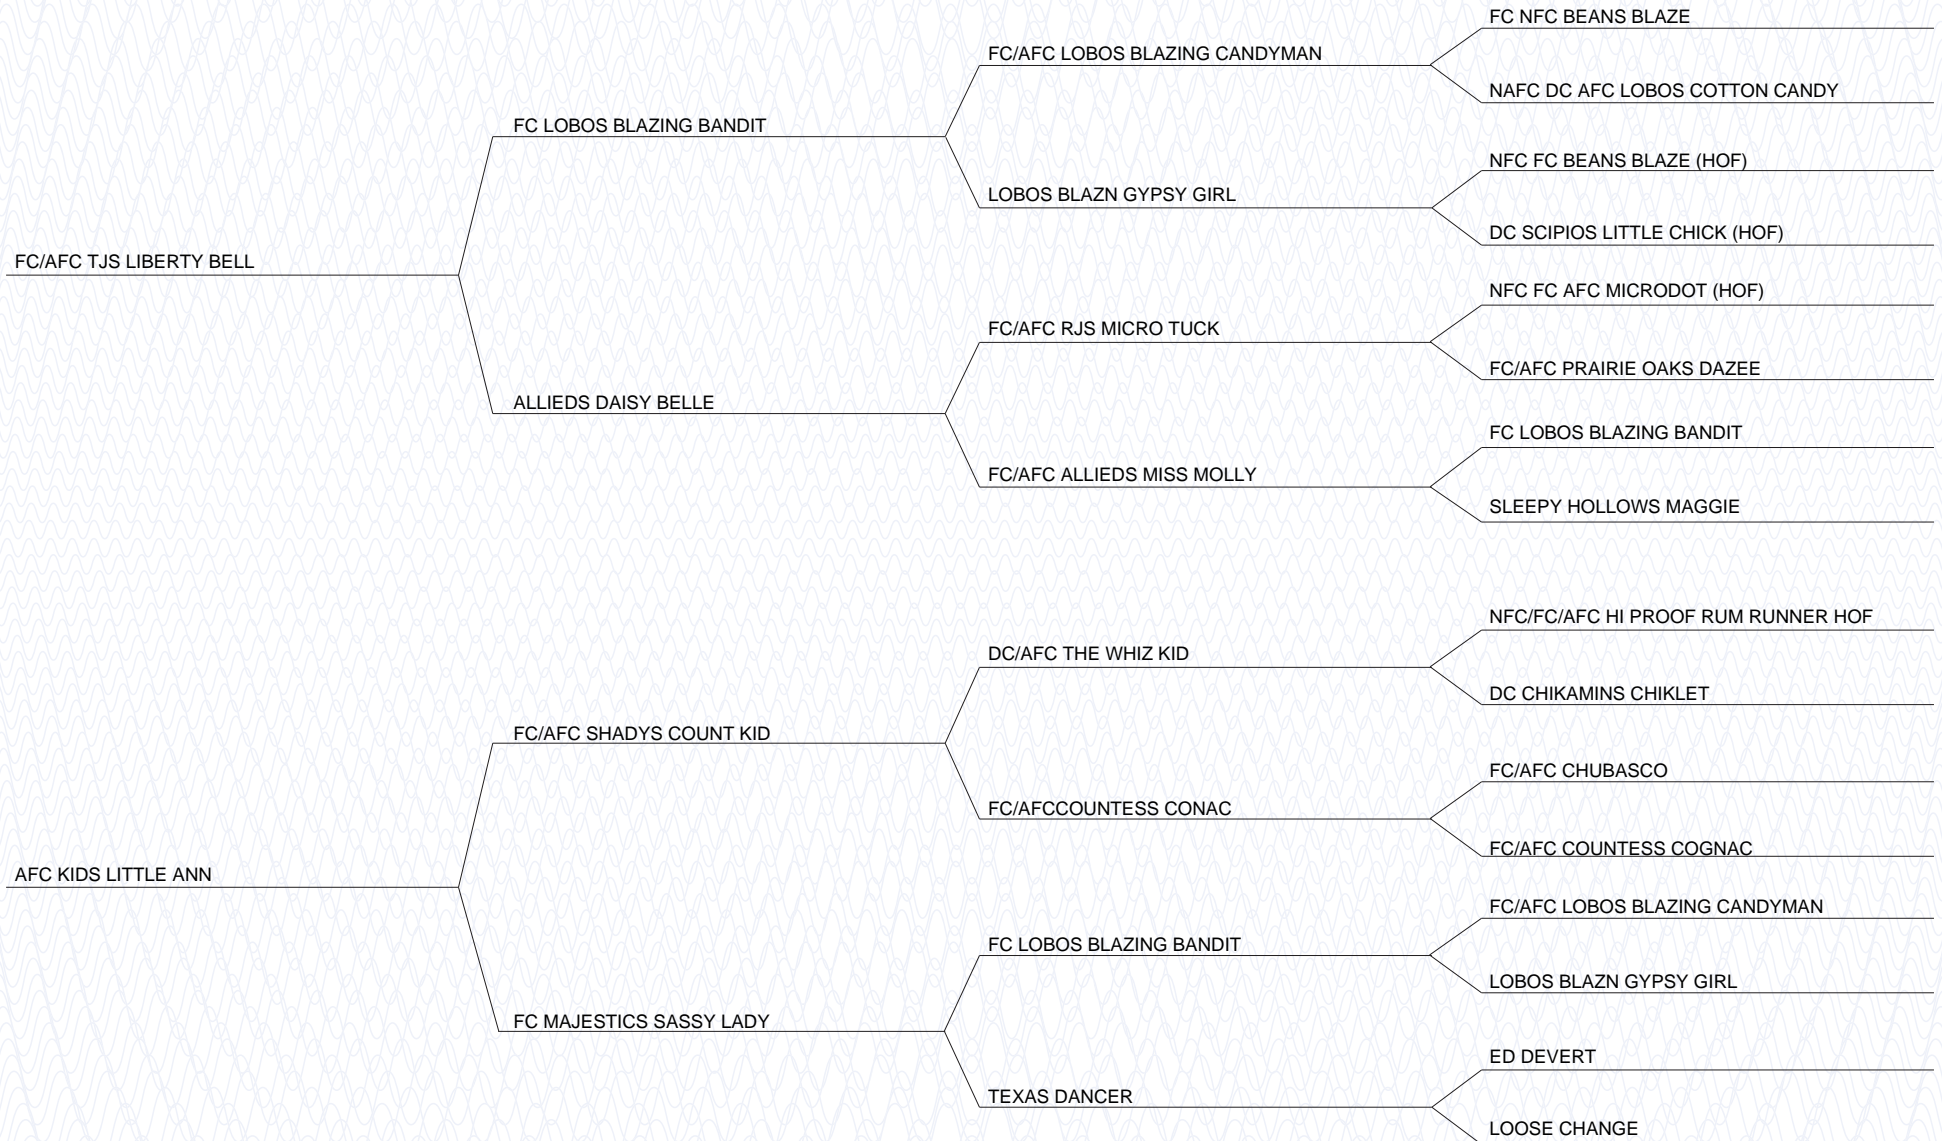 FC NFC BEANS BLAZE
FC/AFC LOBOS BLAZING CANDYMAN
NAFC DC AFC LOBOS COTTON CANDY
FC LOBOS BLAZING BANDIT
NFC FC BEANS BLAZE (HOF)
LOBOS BLAZN GYPSY GIRL
DC SCIPIOS LITTLE CHICK (HOF)
FC/AFC TJS LIBERTY BELL
NFC FC AFC MICRODOT (HOF)
FC/AFC RJS MICRO TUCK
FC/AFC PRAIRIE OAKS DAZEE
ALLIEDS DAISY BELLE
FC LOBOS BLAZING BANDIT
FC/AFC ALLIEDS MISS MOLLY
SLEEPY HOLLOWS MAGGIE
NFC/FC/AFC HI PROOF RUM RUNNER HOF
DC/AFC THE WHIZ KID
DC CHIKAMINS CHIKLET
FC/AFC SHADYS COUNT KID
FC/AFC CHUBASCO
FC/AFCCOUNTESS CONAC
FC/AFC COUNTESS COGNAC
AFC KIDS LITTLE ANN
FC/AFC LOBOS BLAZING CANDYMAN
FC LOBOS BLAZING BANDIT
LOBOS BLAZN GYPSY GIRL
FC MAJESTICS SASSY LADY
ED DEVERT
TEXAS DANCER
LOOSE CHANGE